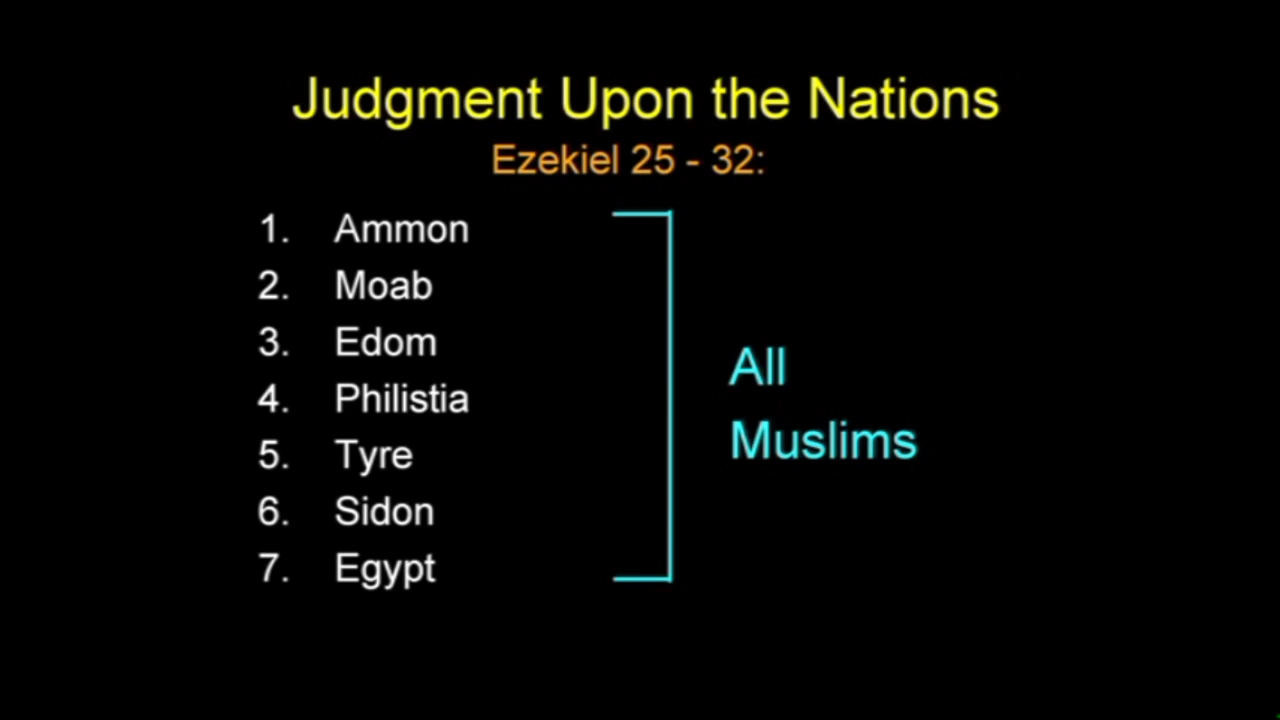 Judgment Upon the Nations
Ezekiel 25 - 32:
1. Ammon
2. Moab
3. Edom
4. Philistia
5. Tyre
6. Sidon
7. Egypt
All
Muslims